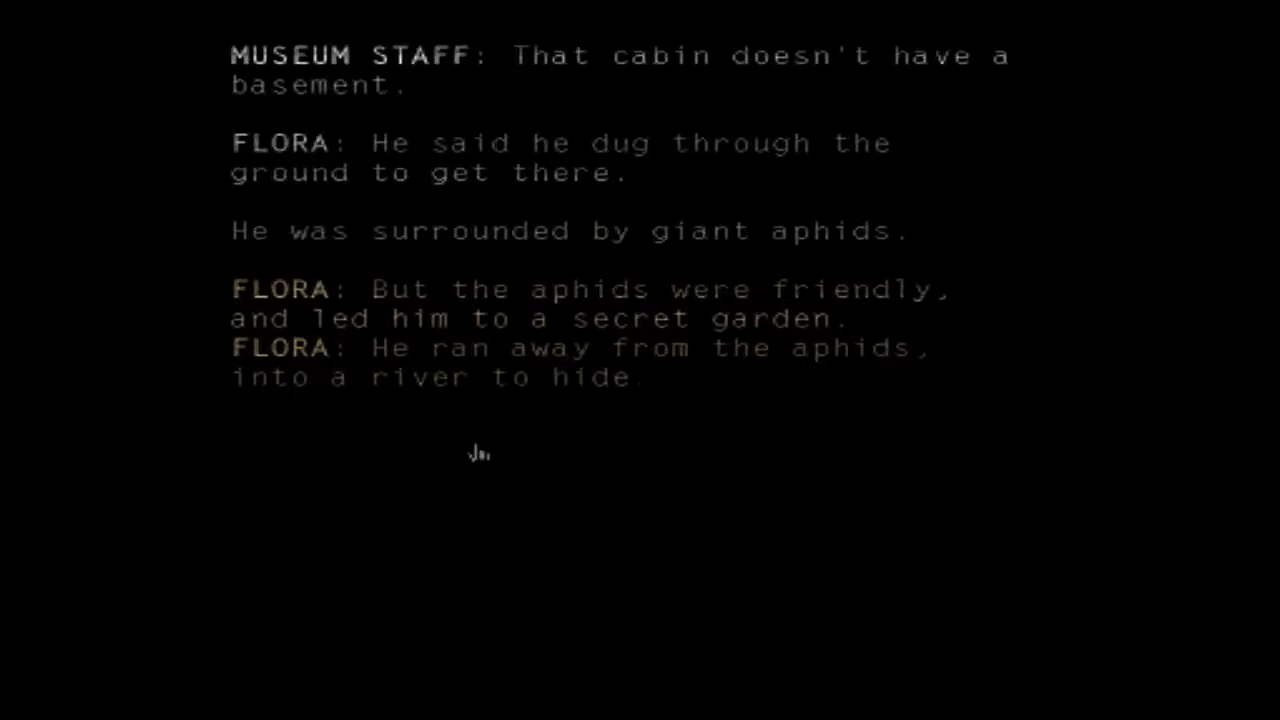 MUSEUM STAFF: That cabin doesn't have a
basement.
FLORA: He said he dug through the
ground to get there.
He was surrounded by giant aphids.
FLORA: But the aphids were friendly,
and led him to a secret garden.
FLORA: He ran away from the aphids,
into a river to hide.